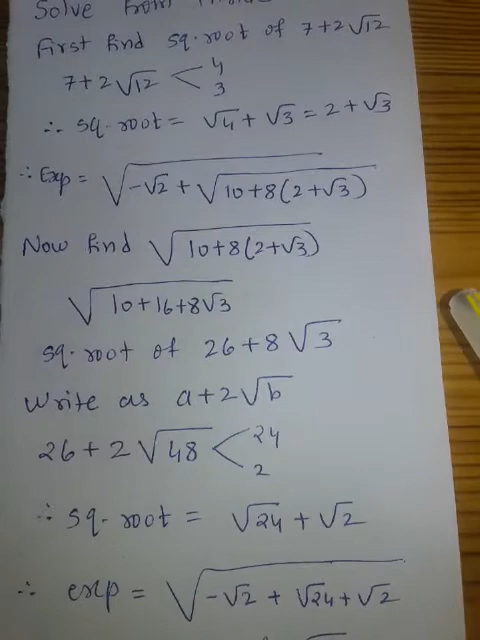 Solve from
First find sq. root of 7+2√12
7+2√12 < 4
3
∴ sq. root = √4 + √3 = 2 + √3
∴ Exp = √(-√2 + √(10+8(2+√3)))
Now find √(10+8(2+√3))
√(10+16+8√3)
sq. root of 26+8√3
Write as a+2√b
26+2√48 < 24
2
∴ sq. root = √24 + √2
∴ exp = √(-√2 + √24+√2)